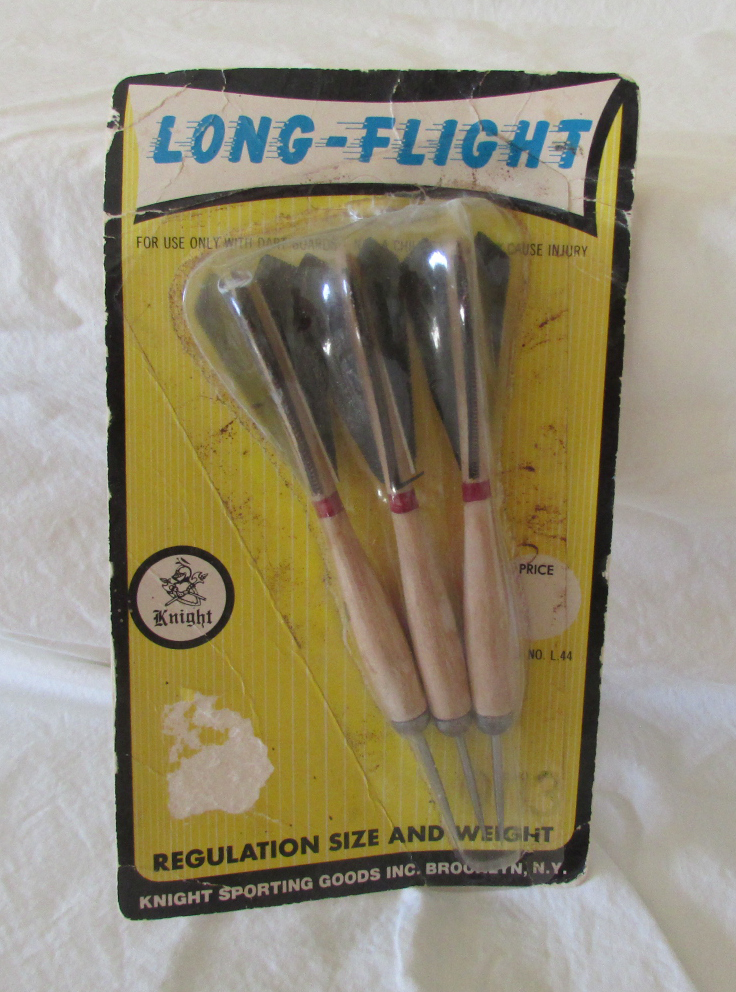 LONG-FLIGHT
FOR USE ONLY WITH DART BOARDS CAUSE INJURY
Knight
PRICE
NO. L.44
3
REGULATION SIZE AND WEIGHT
KNIGHT SPORTING GOODS INC. BROOKLYN, N.Y.